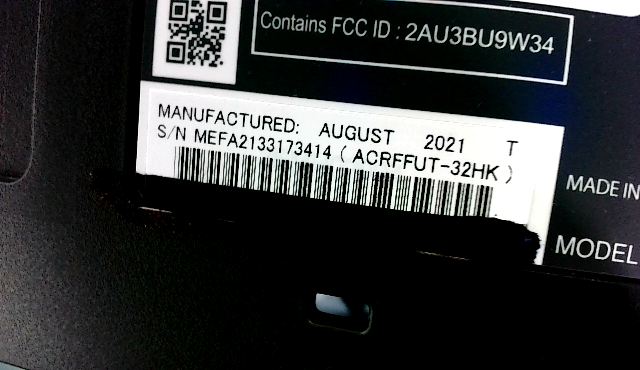 Contains FCC ID : 2AU3BU9W34
MANUFACTURED: AUGUST 2021 T
S/N MEFA2133173414 ( ACRFFUT-32HK )
MADE IN
MODEL